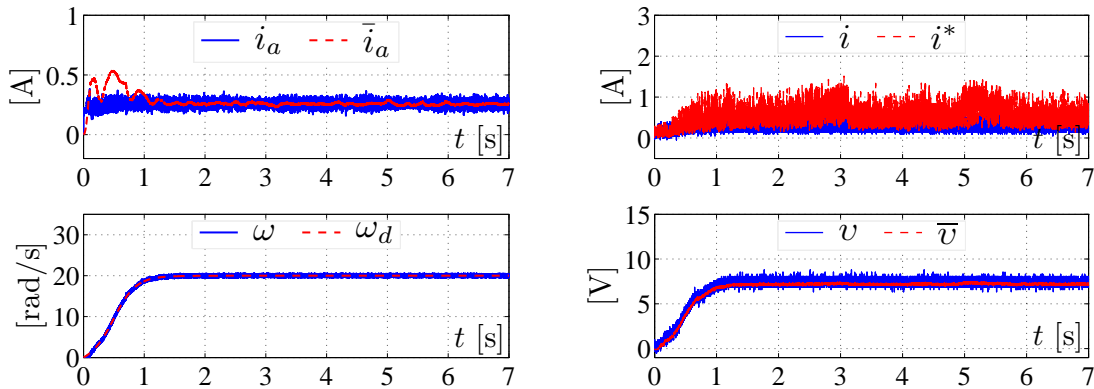 1
0.5
0
[A]
i_a
i̅_a
t [s]
0 1 2 3 4 5 6 7
3
2
1
0
[A]
i
i*
t [s]
0 1 2 3 4 5 6 7
30
20
10
0
[rad/s]
ω
ω_d
t [s]
0 1 2 3 4 5 6 7
15
10
5
0
[V]
υ
υ̅
t [s]
0 1 2 3 4 5 6 7